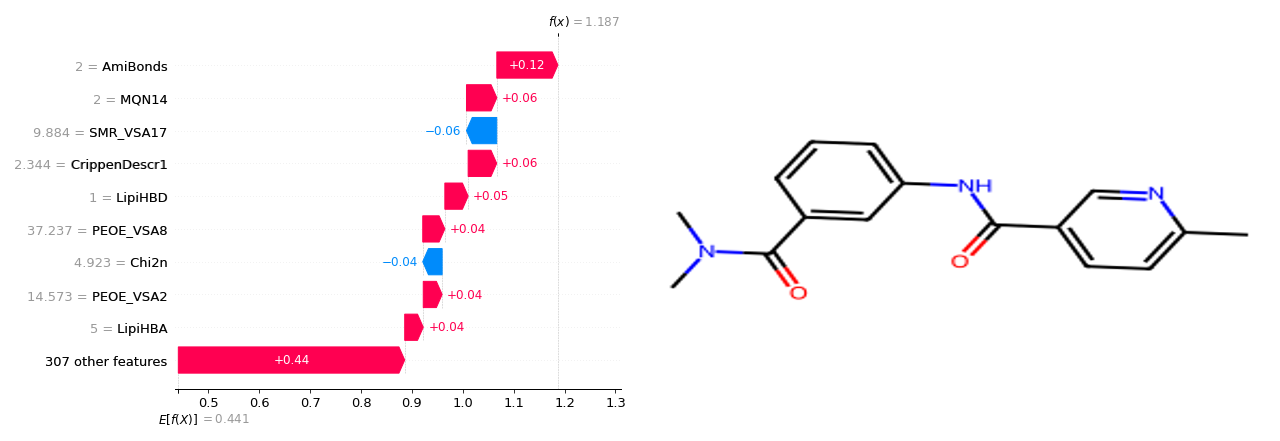 f(x) = 1.187
2 = AmiBonds +0.12
2 = MQN14 +0.06
9.884 = SMR_VSA17 −0.06
2.344 = CrippenDescr1 +0.06
1 = LipiHBD +0.05
37.237 = PEOE_VSA8 +0.04
4.923 = Chi2n −0.04
14.573 = PEOE_VSA2 +0.04
5 = LipiHBA +0.04
307 other features +0.44
0.5 0.6 0.7 0.8 0.9 1.0 1.1 1.2 1.3
E[f(X)] = 0.441
NH
N
N
O
O